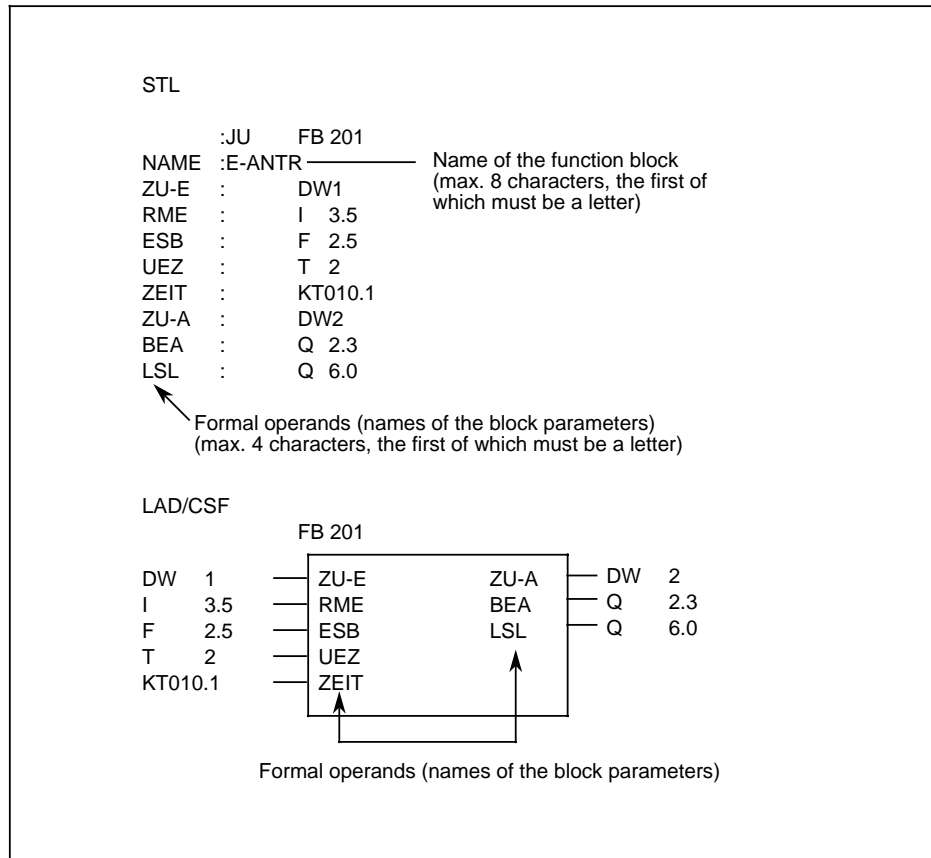 STL
:JU FB 201
NAME :E-ANTR
Name of the function block
(max. 8 characters, the first of
which must be a letter)
ZU-E : DW1
RME : I 3.5
ESB : F 2.5
UEZ : T 2
ZEIT : KT010.1
ZU-A : DW2
BEA : Q 2.3
LSL : Q 6.0
Formal operands (names of the block parameters)
(max. 4 characters, the first of which must be a letter)
LAD/CSF
FB 201
DW 1 ZU-E ZU-A DW 2
I 3.5 RME BEA Q 2.3
F 2.5 ESB LSL Q 6.0
T 2 UEZ
KT010.1 ZEIT
Formal operands (names of the block parameters)